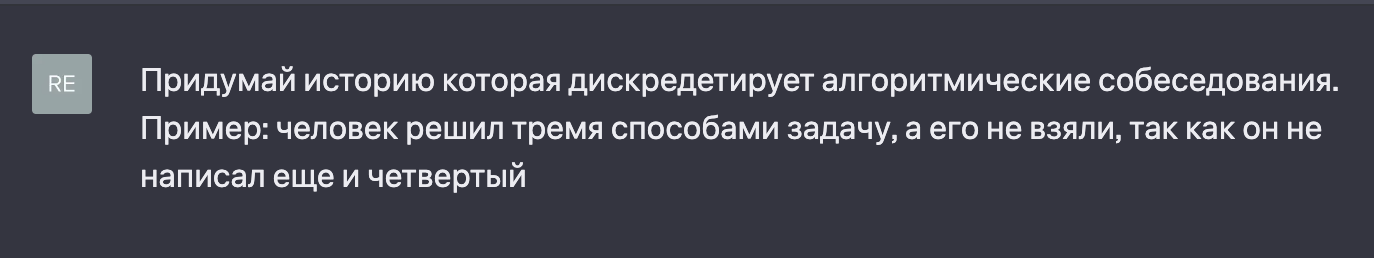 RE
Придумай историю которая дискредетирует алгоритмические собеседования.
Пример: человек решил тремя способами задачу, а его не взяли, так как он не
написал еще и четвертый